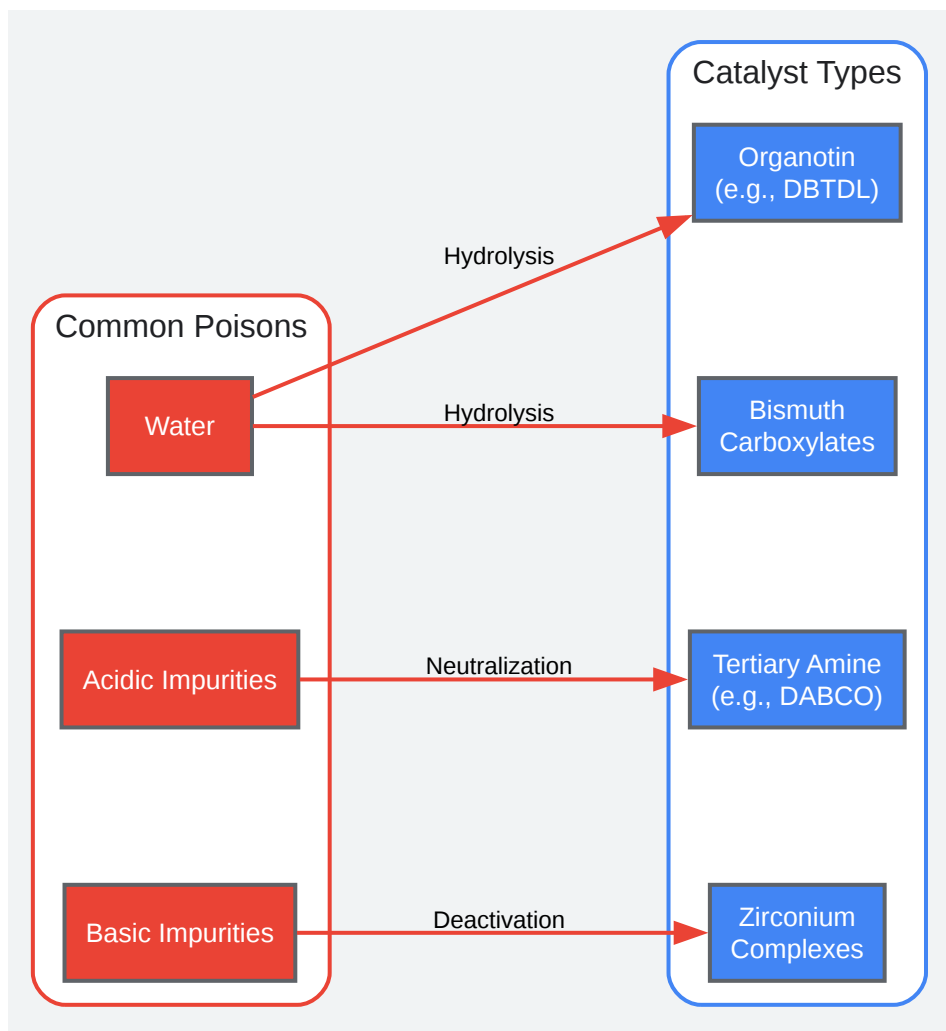 Catalyst Types
Organotin
(e.g., DBTDL)
Hydrolysis
Common Poisons
Water
Hydrolysis
Bismuth
Carboxylates
Acidic Impurities
Neutralization
Tertiary Amine
(e.g., DABCO)
Basic Impurities
Deactivation
Zirconium
Complexes